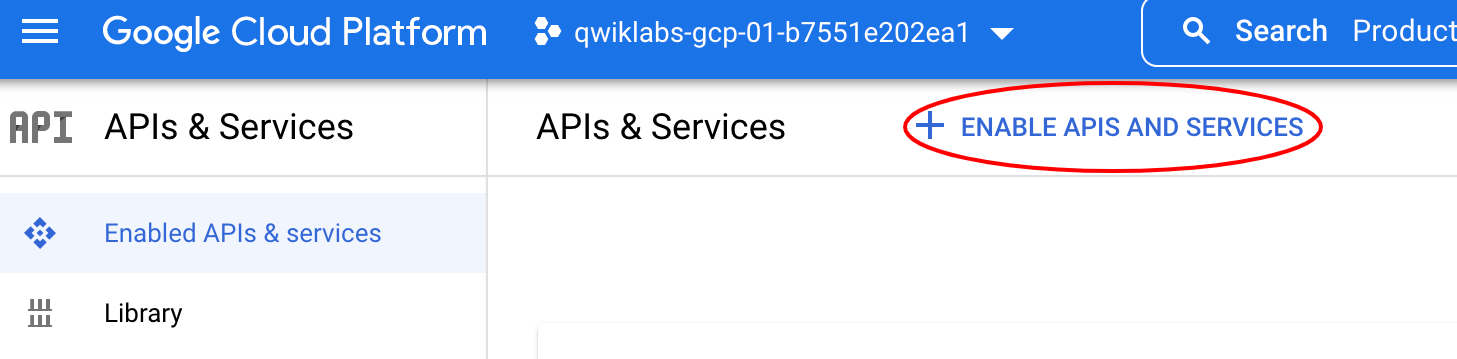 Google Cloud Platform
qwiklabs-gcp-01-b7551e202ea1
Search Product
API APIs & Services
APIs & Services
ENABLE APIS AND SERVICES
Enabled APIs & services
Library